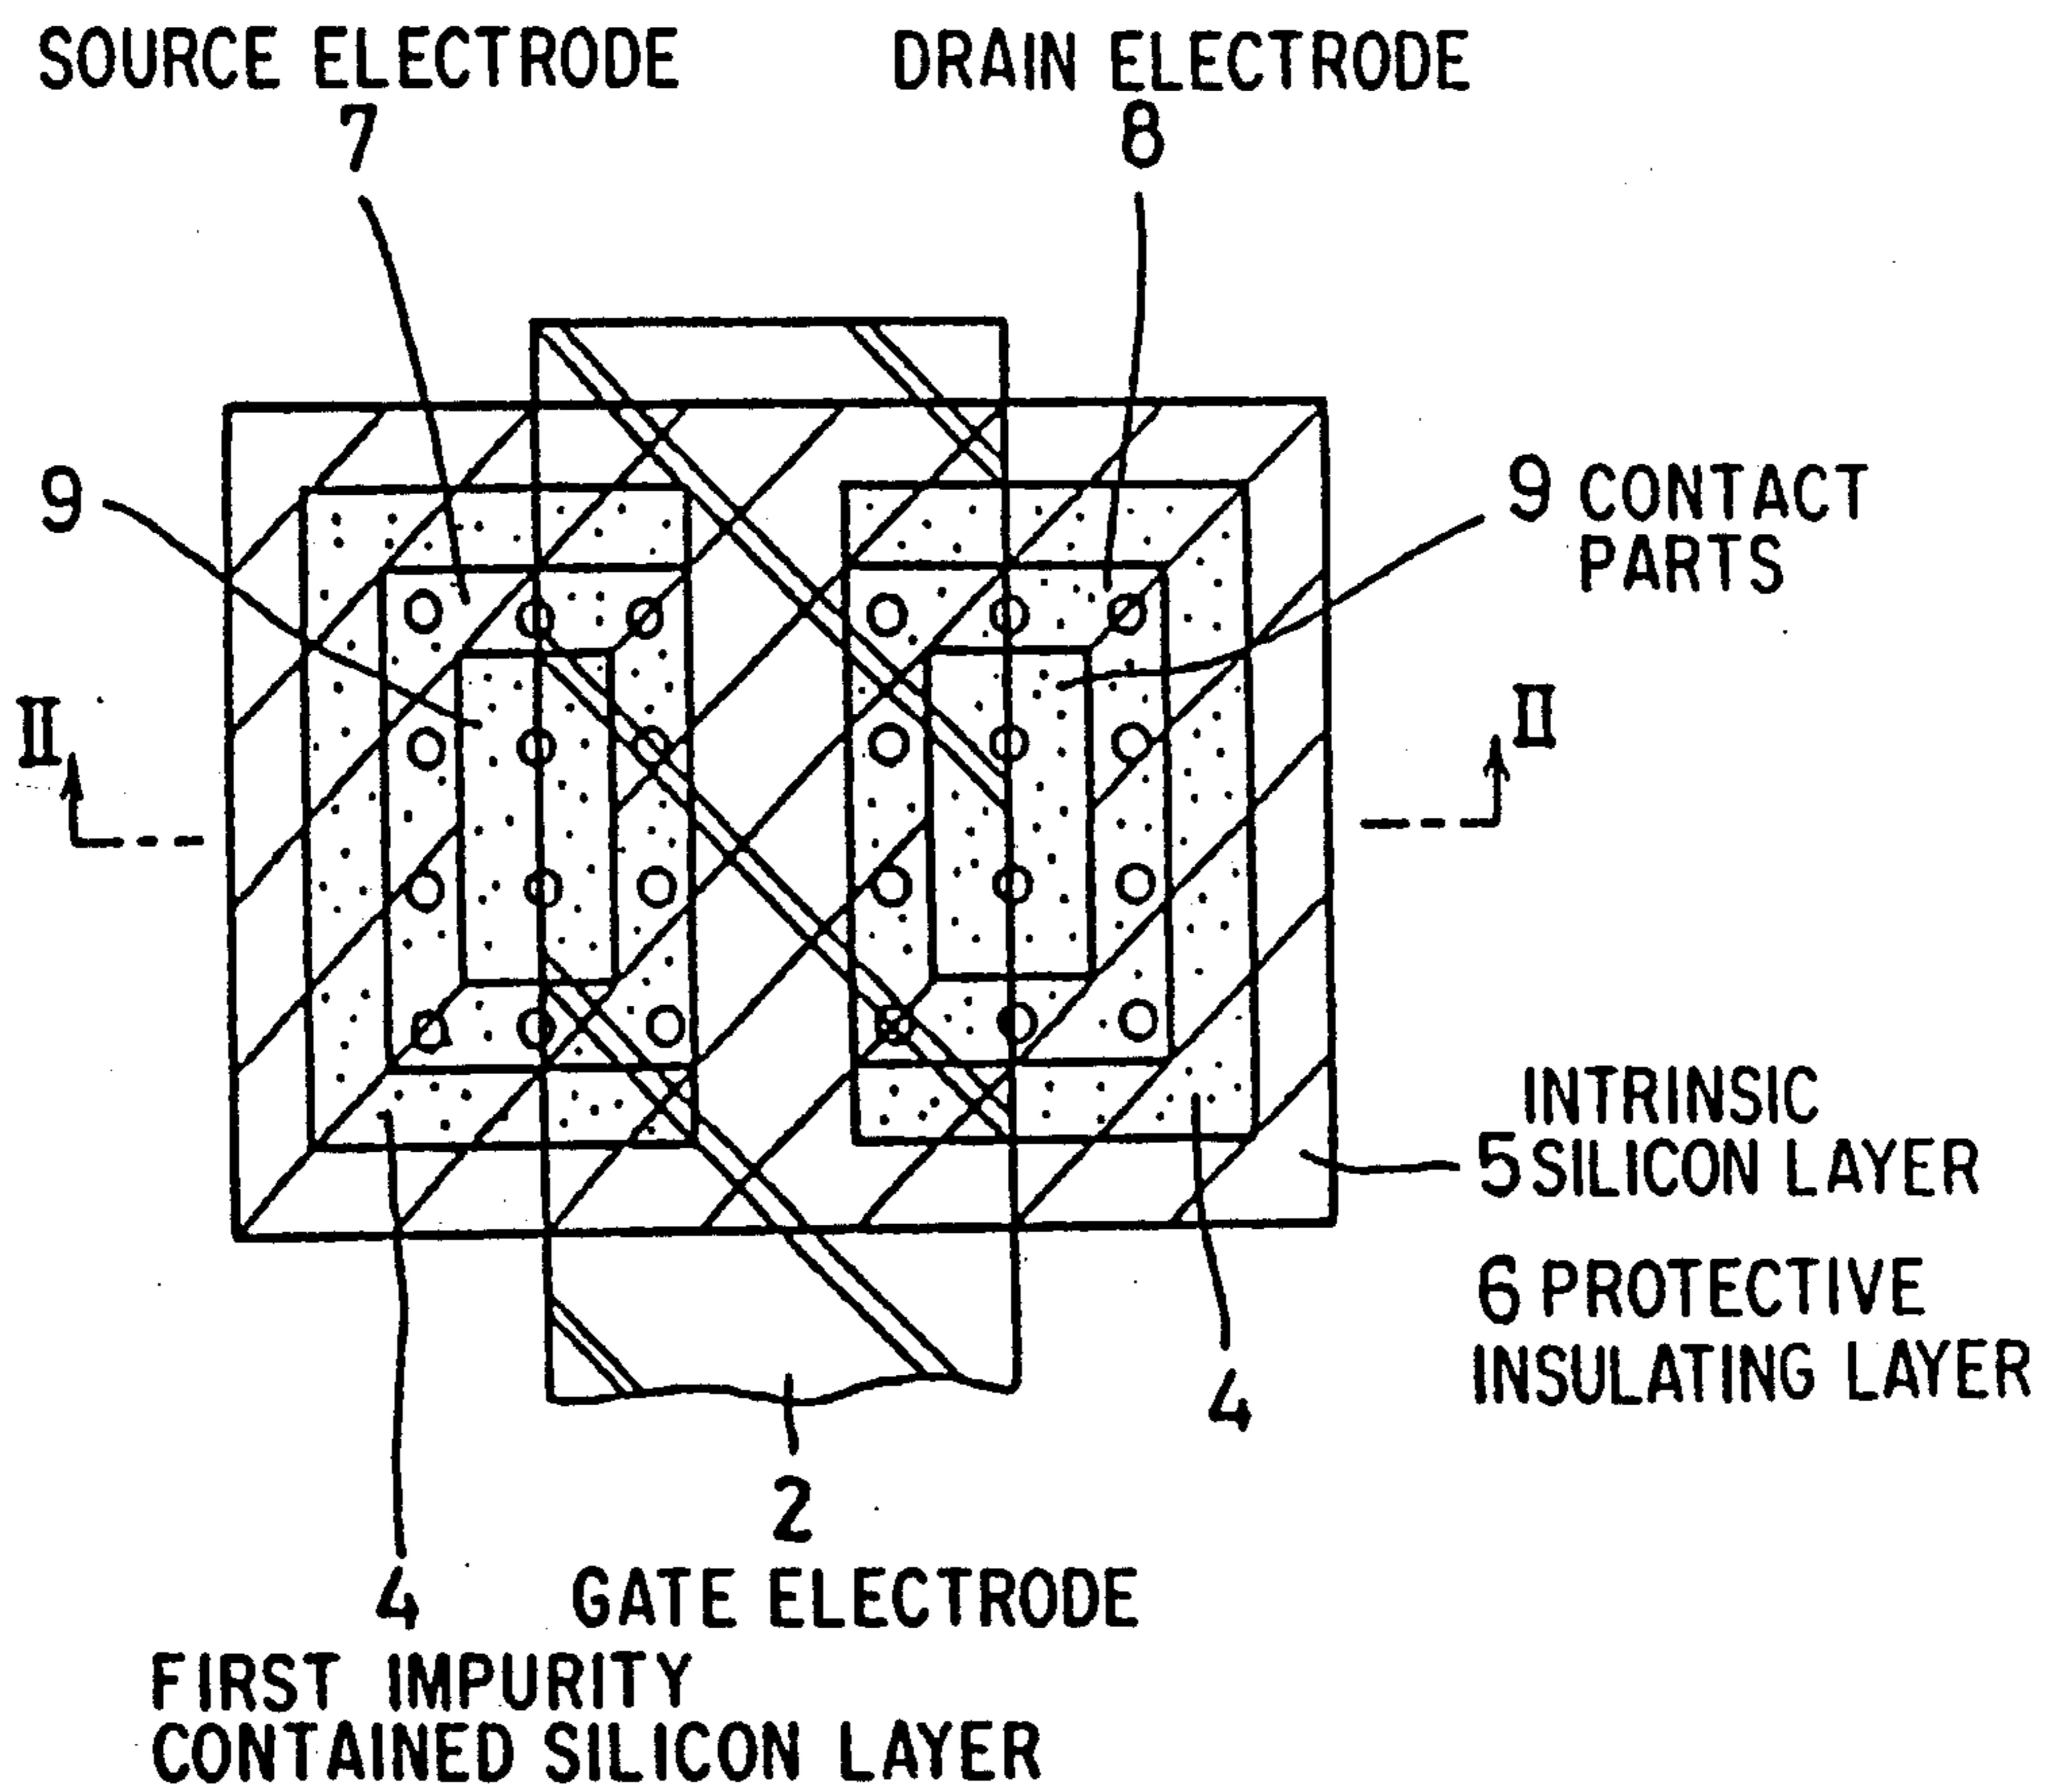 SOURCE ELECTRODE
7
DRAIN ELECTRODE
8
9
9 CONTACT
PARTS
II
II
INTRINSIC
5 SILICON LAYER
6 PROTECTIVE
INSULATING LAYER
4
2
GATE ELECTRODE
4
FIRST IMPURITY
CONTAINED SILICON LAYER